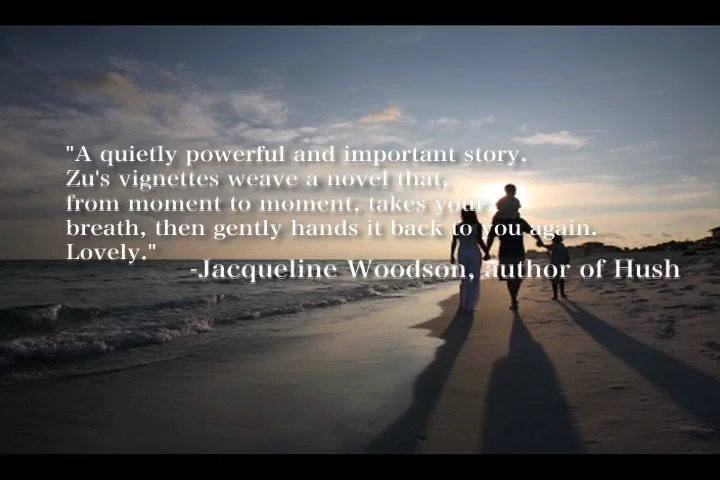 "A quietly powerful and important story.
Zu's vignettes weave a novel that,
from moment to moment, takes your
breath, then gently hands it back to you again.
Lovely."
-Jacqueline Woodson, author of Hush